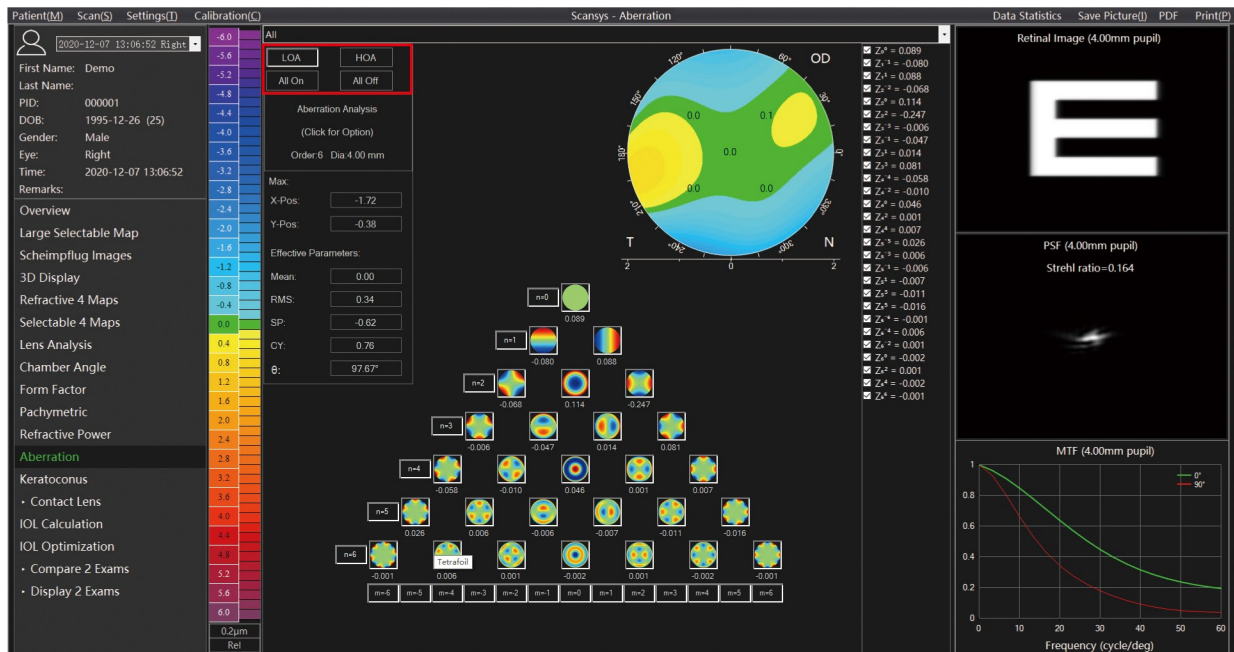 Patient(M) Scan(S) Settings(T) Calibration(C) Scansys - Aberration Data Statistics Save Picture(I) PDF Print(P)
2020-12-07 13:06:52 Right
First Name: Demo
Last Name:
PID: 000001
DOB: 1995-12-26 (25)
Gender: Male
Eye: Right
Time: 2020-12-07 13:06:52
Remarks:
Overview
Large Selectable Map
Scheimpflug Images
3D Display
Refractive 4 Maps
Selectable 4 Maps
Lens Analysis
Chamber Angle
Form Factor
Pachymetric
Refractive Power
Aberration
Keratoconus
Contact Lens
IOL Calculation
IOL Optimization
Compare 2 Exams
Display 2 Exams
-6.0
-5.6
-5.2
-4.8
-4.4
-4.0
-3.6
-3.2
-2.8
-2.4
-2.0
-1.6
-1.2
-0.8
-0.4
0.0
0.4
0.8
1.2
1.6
2.0
2.4
2.8
3.2
3.6
4.0
4.4
4.8
5.2
5.6
6.0
0.2μm
Rel
All
LOA HOA
All On All Off
Aberration Analysis
(Click for Option)
Order:6 Dia:4.00 mm
Max:
X-Pos: -1.72
Y-Pos: -0.38
Effective Parameters:
Mean: 0.00
RMS: 0.34
SP: -0.62
CY: 0.76
θ: 97.67°
OD
120° 60°
150° 30°
180° 0°
210° 330°
240° 300°
0.0 0.1
0.0
0.0 0.0
T N
2 0 2
n=0
0.089
n=1
-0.080 0.088
n=2
-0.068 0.114 -0.247
n=3
-0.006 -0.047 0.014 0.081
n=4
-0.058 -0.010 0.046 0.001 0.007
n=5
0.026 0.006 -0.006 -0.007 -0.011 -0.016
n=6
Tetrafoil
-0.001 0.006 0.001 -0.002 0.001 -0.002 -0.001
m=-6 m=-5 m=-4 m=-3 m=-2 m=-1 m=0 m=1 m=2 m=3 m=4 m=5 m=6
Z₀⁰ = 0.089
Z₁⁻¹ = -0.080
Z₁¹ = 0.088
Z₂⁻² = -0.068
Z₂⁰ = 0.114
Z₂² = -0.247
Z₃⁻³ = -0.006
Z₃⁻¹ = -0.047
Z₃¹ = 0.014
Z₃³ = 0.081
Z₄⁻⁴ = -0.058
Z₄⁻² = -0.010
Z₄⁰ = 0.046
Z₄² = 0.001
Z₄⁴ = 0.007
Z₅⁻⁵ = 0.026
Z₅⁻³ = 0.006
Z₅⁻¹ = -0.006
Z₅¹ = -0.007
Z₅³ = -0.011
Z₅⁵ = -0.016
Z₆⁻⁶ = -0.001
Z₆⁻⁴ = 0.006
Z₆⁻² = 0.001
Z₆⁰ = -0.002
Z₆² = 0.001
Z₆⁴ = -0.002
Z₆⁶ = -0.001
Retinal Image (4.00mm pupil)
E
PSF (4.00mm pupil)
Strehl ratio=0.164
MTF (4.00mm pupil)
0°
90°
1
0.8
0.6
0.4
0.2
0
0 10 20 30 40 50 60
Frequency (cycle/deg)